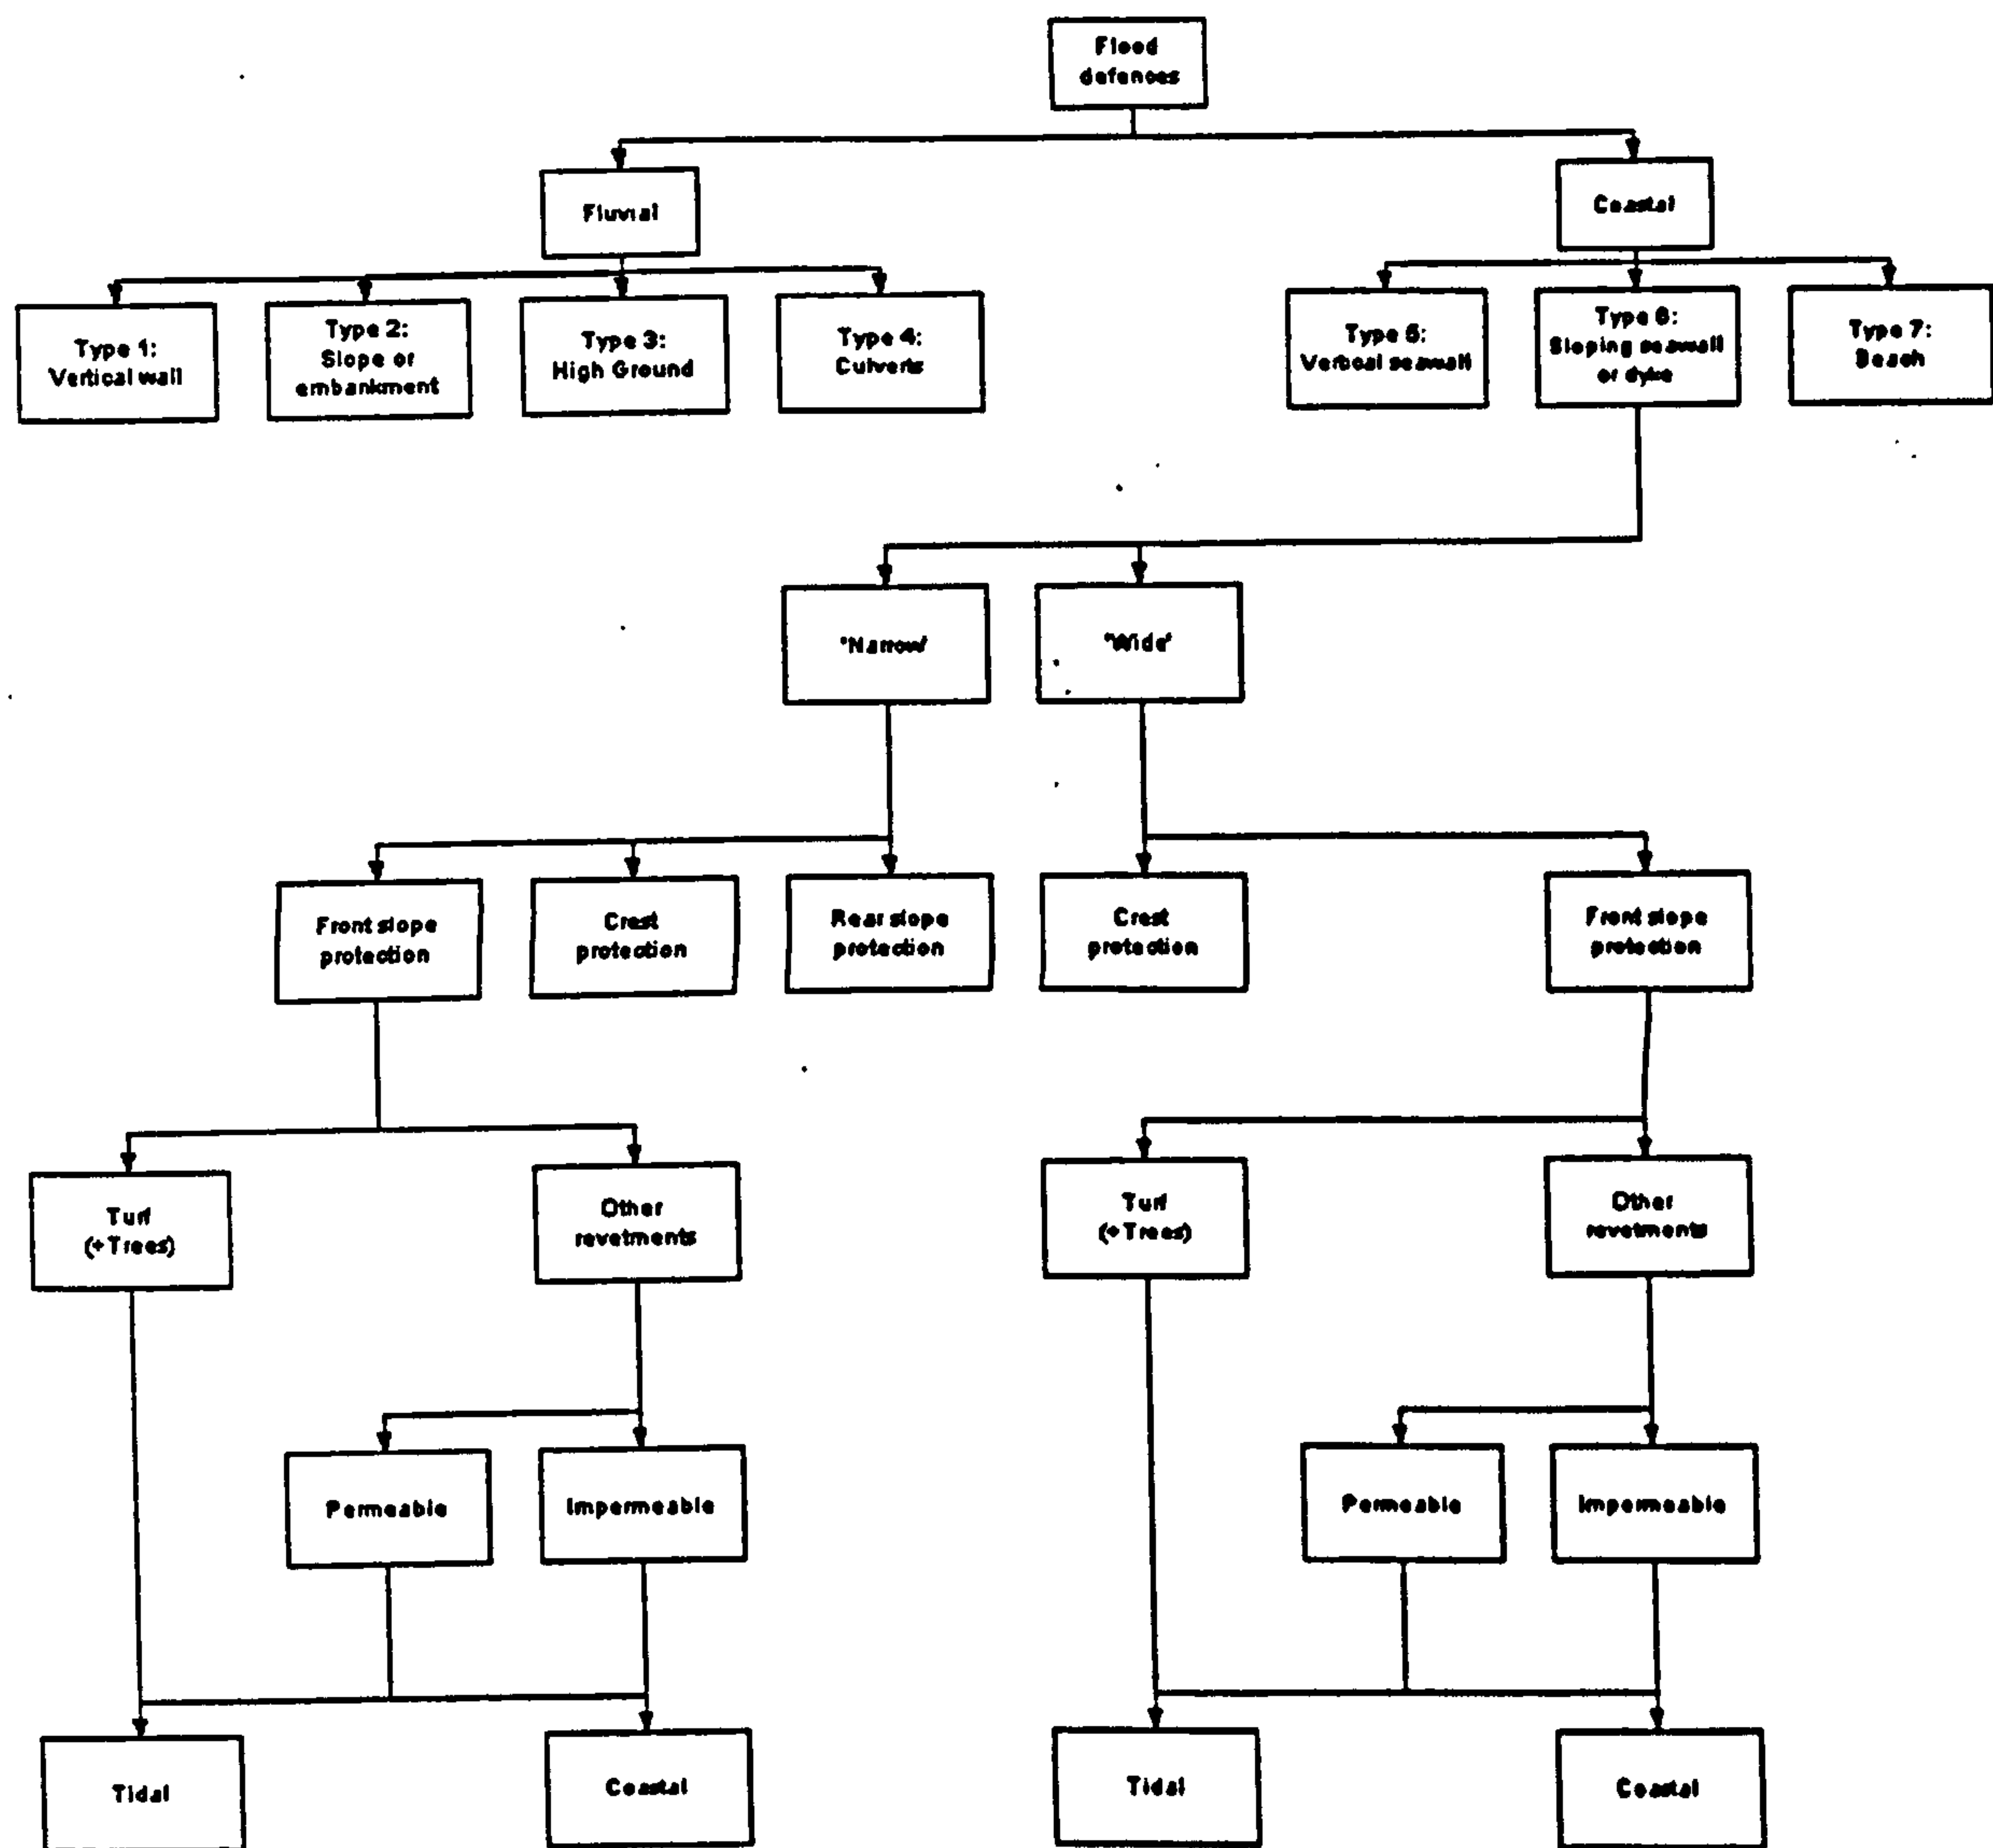 Flood
defences
Fluvial
Coastal
Type 1:
Vertical wall
Type 2:
Slope or
embankment
Type 3:
High Ground
Type 4:
Culverts
Type 5:
Vertical seawall
Type 6:
Sloping seawall
or dyke
Type 7:
Beach
'Narrow'
'Wide'
Front slope
protection
Crest
protection
Rear slope
protection
Crest
protection
Front slope
protection
Turf
(+Trees)
Other
revetments
Turf
(+Trees)
Other
revetments
Permeable
Impermeable
Permeable
Impermeable
Tidal
Coastal
Tidal
Coastal